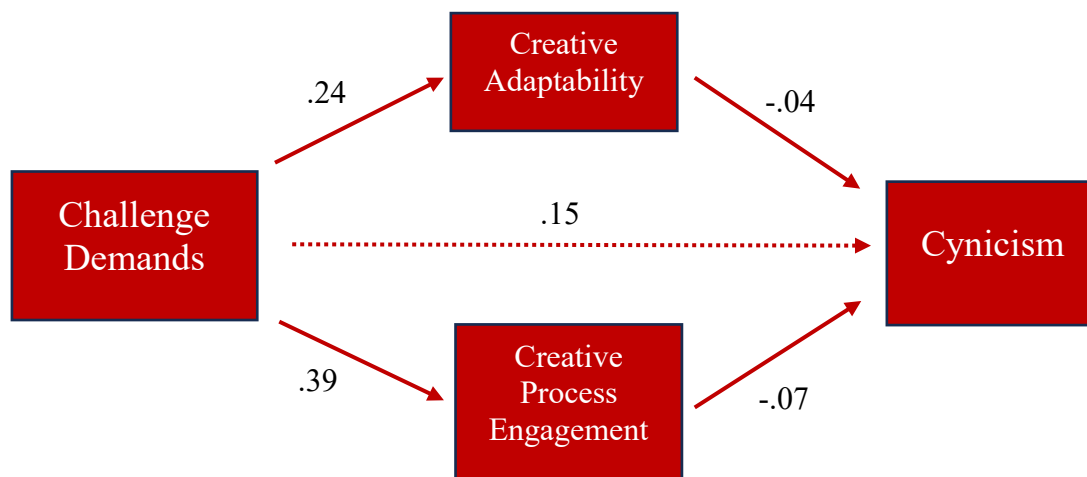 Creative
Adaptability
.24
-.04
Challenge
Demands
.15
Cynicism
.39
Creative
Process
Engagement
-.07